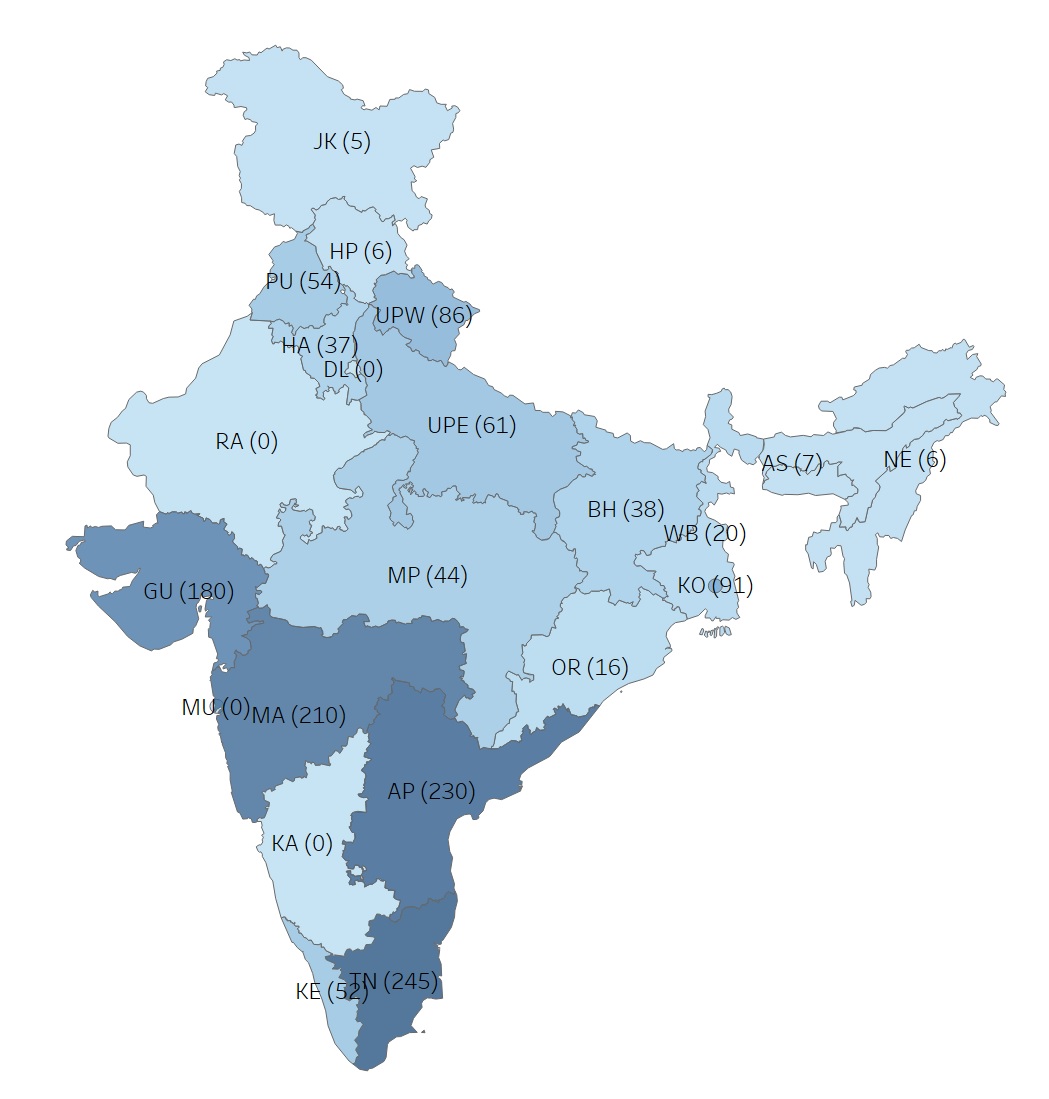 JK (5)
HP (6)
PU (54)
UPW (86)
HA (37)
DL (0)
UPE (61)
RA (0)
AS (7)
NE (6)
BH (38)
WB (20)
MP (44)
KO (91)
GU (180)
OR (16)
MU (0)
MA (210)
AP (230)
KA (0)
TN (245)
KE (52)